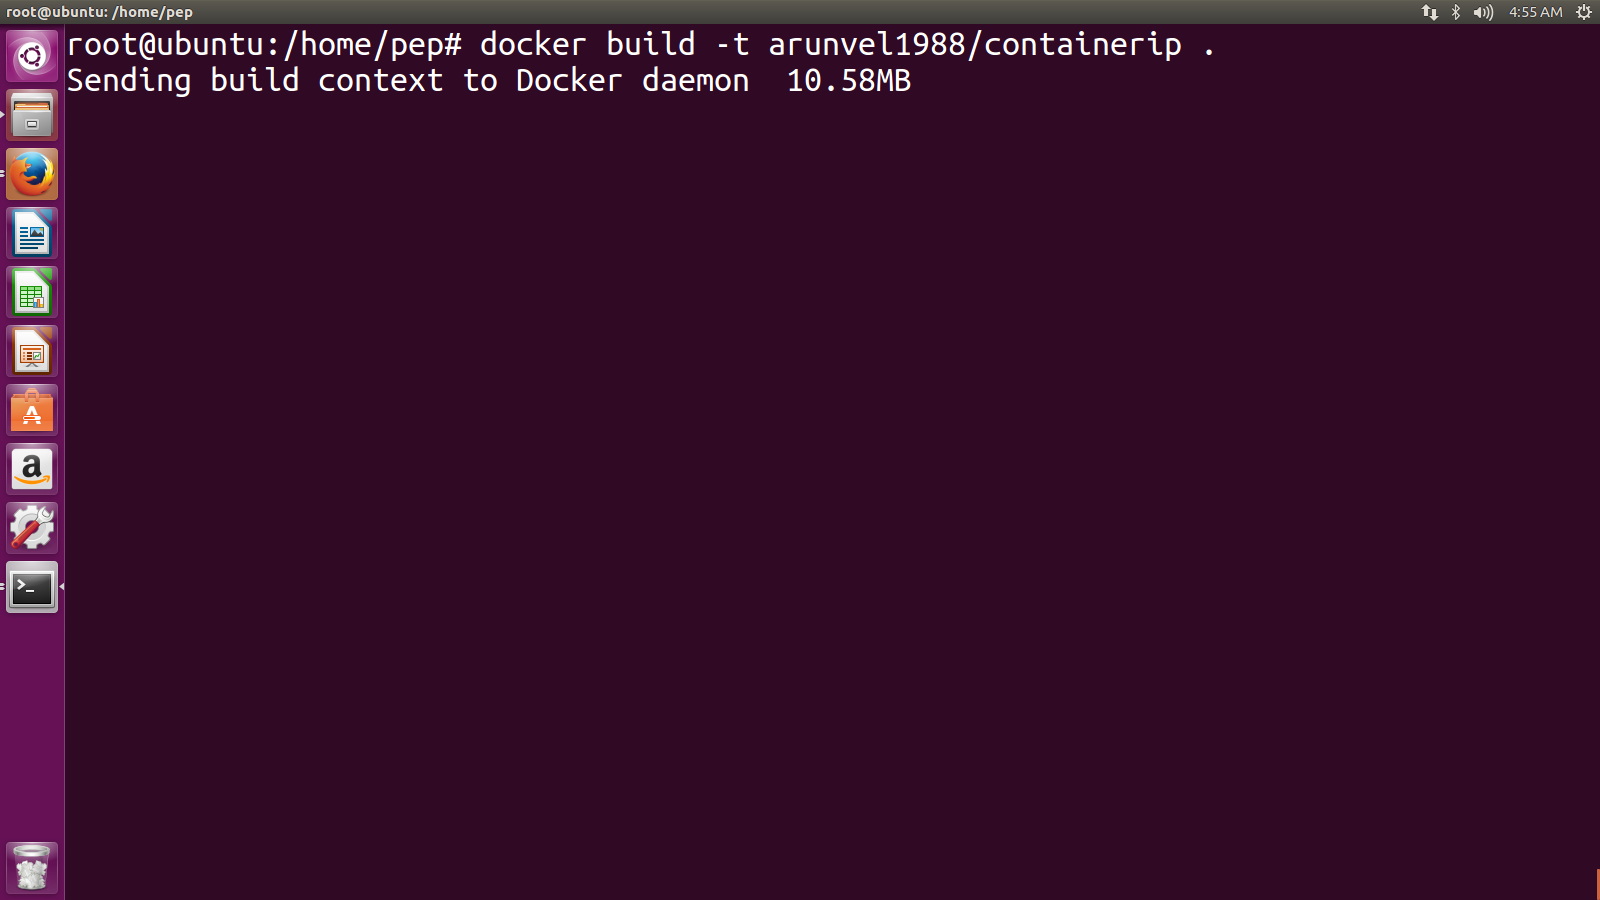 root@ubuntu: /home/pep
4:55 AM
root@ubuntu:/home/pep# docker build -t arunvel1988/containerip .
Sending build context to Docker daemon  10.58MB